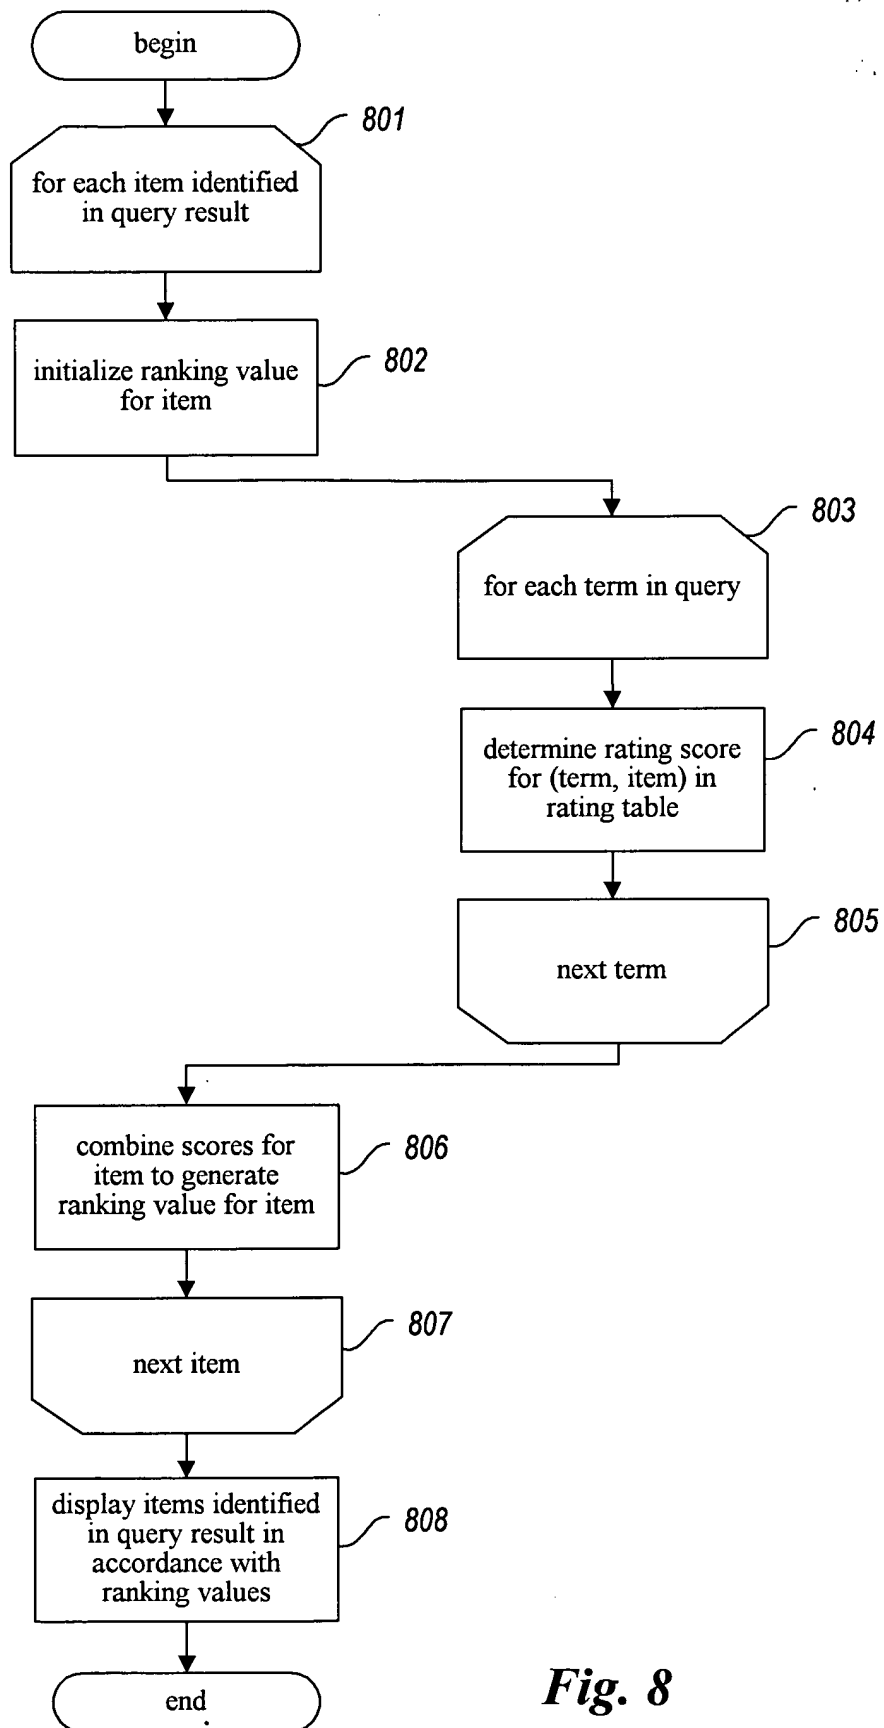 begin
801
for each item identified
in query result
802
initialize ranking value
for item
803
for each term in query
804
determine rating score
for (term, item) in
rating table
805
next term
806
combine scores for
item to generate
ranking value for item
807
next item
808
display items identified
in query result in
accordance with
ranking values
end
Fig. 8